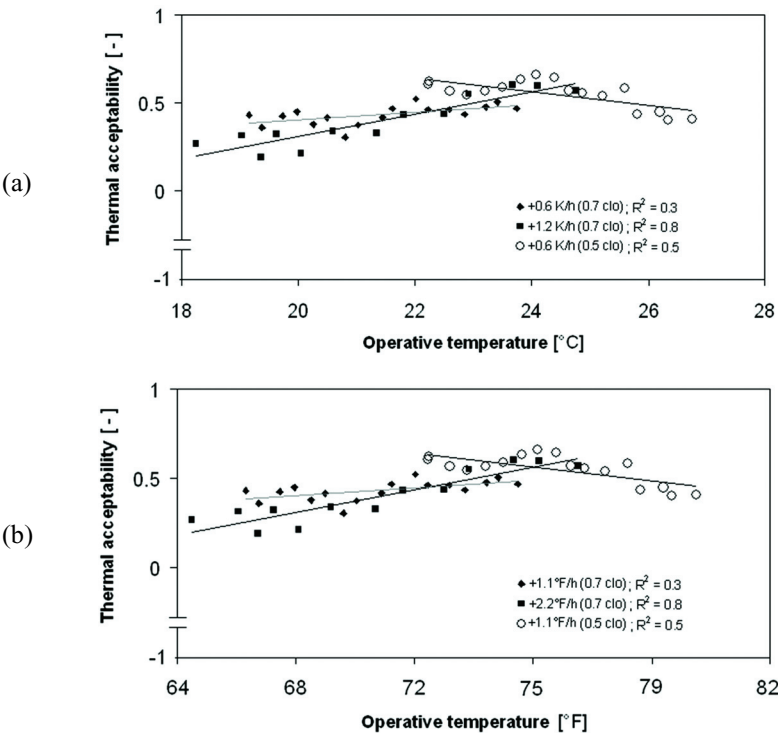 (a)
Thermal acceptability [ - ]
1
0.5
0
-1
◆ +0.6 K/h (0.7 clo) ; R² = 0.3
■ +1.2 K/h (0.7 clo) ; R² = 0.8
○ +0.6 K/h (0.5 clo) ; R² = 0.5
18 20 22 24 26 28
Operative temperature [°C]
(b)
Thermal acceptability [ - ]
1
0.5
0
-1
◆ +1.1°F/h (0.7 clo) ; R² = 0.3
■ +2.2°F/h (0.7 clo) ; R² = 0.8
○ +1.1°F/h (0.5 clo) ; R² = 0.5
64 68 72 75 79 82
Operative temperature [°F]